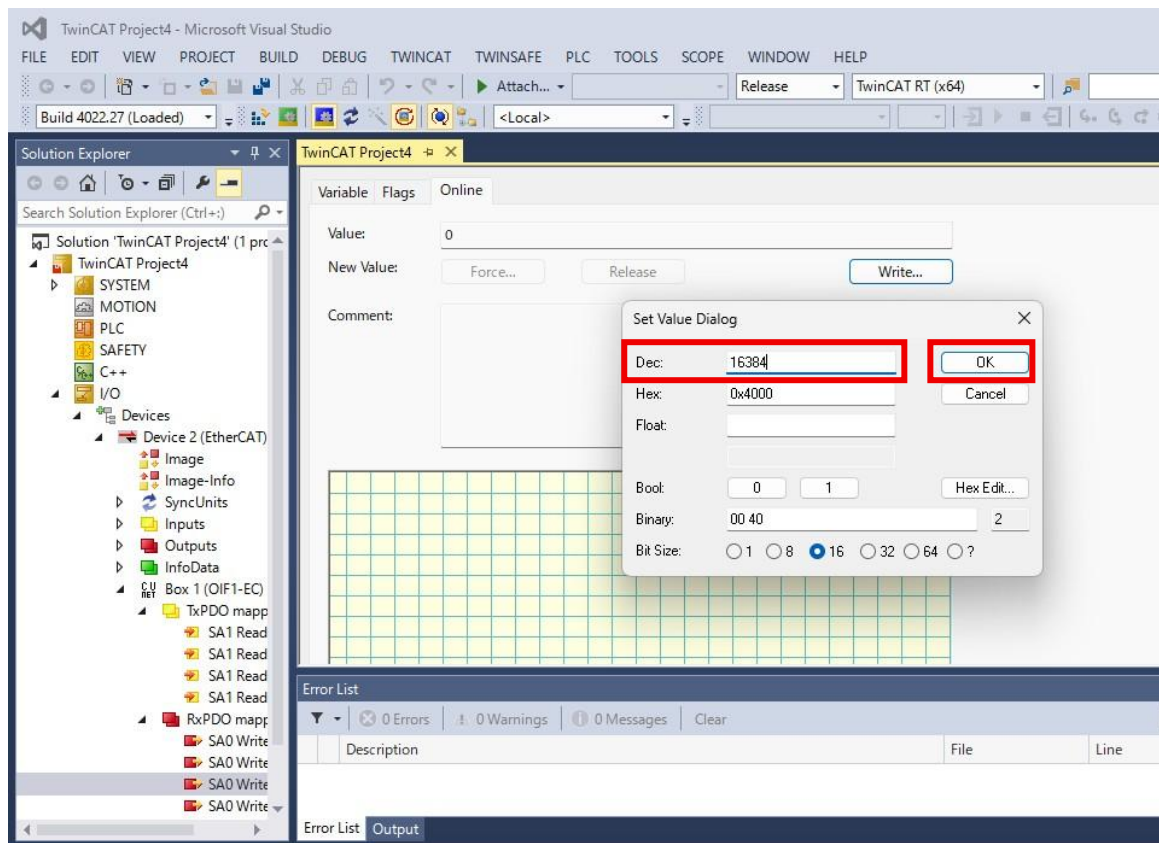 TwinCAT Project4 - Microsoft Visual Studio
FILE EDIT VIEW PROJECT BUILD DEBUG TWINCAT TWINSAFE PLC TOOLS SCOPE WINDOW HELP
Attach... Release TwinCAT RT (x64)
Build 4022.27 (Loaded) <Local>
Solution Explorer
Search Solution Explorer (Ctrl+:)
Solution 'TwinCAT Project4' (1 pro
TwinCAT Project4
SYSTEM
MOTION
PLC
SAFETY
C++
I/O
Devices
Device 2 (EtherCAT)
Image
Image-Info
SyncUnits
Inputs
Outputs
InfoData
Box 1 (OIF1-EC)
TxPDO mapp
SA1 Read
SA1 Read
SA1 Read
SA1 Read
RxPDO mapp
SA0 Write
SA0 Write
SA0 Write
SA0 Write
TwinCAT Project4
Variable Flags Online
Value: 0
New Value: Force... Release Write...
Comment:
Set Value Dialog
Dec: 16384 OK
Hex: 0x4000 Cancel
Float:
Bool: 0 1 Hex Edit...
Binary: 00 40 2
Bit Size: 1 8 16 32 64 ?
Error List
0 Errors 0 Warnings 0 Messages Clear
Description File Line
Error List Output